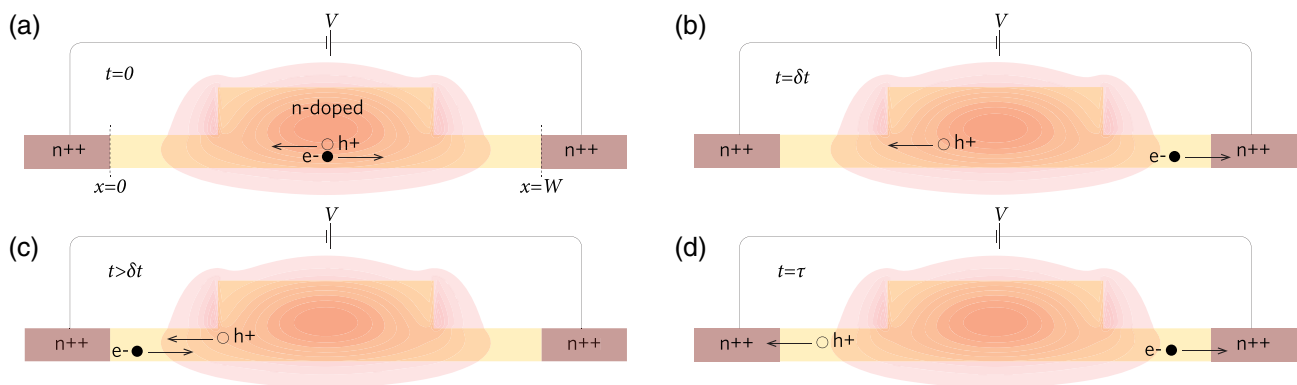 (a)
V
t=0
n-doped
h+
e-
n++
n++
x=0
x=W
(b)
V
t=δt
h+
e-
n++
n++
(c)
V
t>δt
h+
e-
n++
n++
(d)
V
t=τ
h+
e-
n++
n++